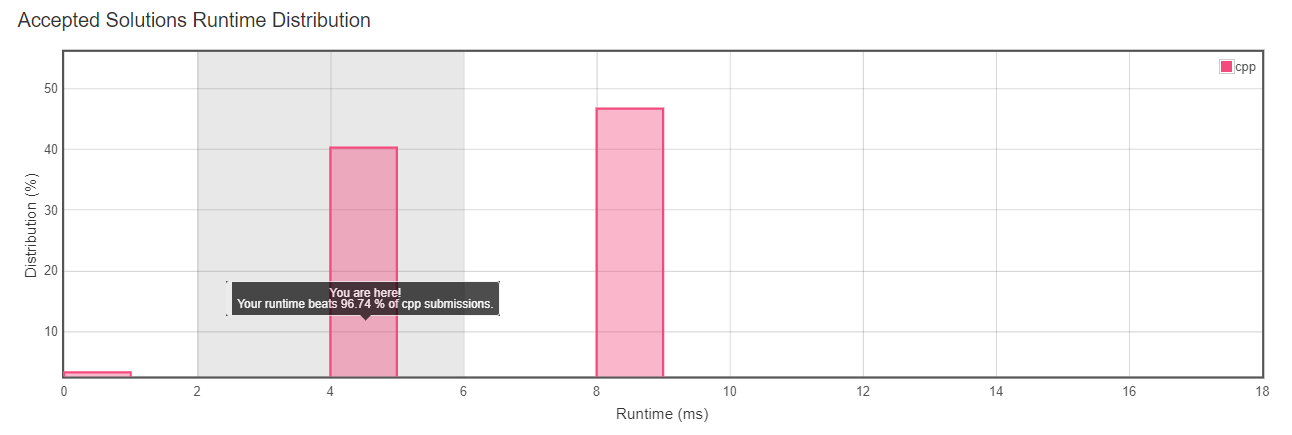 Accepted Solutions Runtime Distribution
cpp
50
40
30
20
10
Distribution (%)
You are here!
Your runtime beats 96.74 % of cpp submissions.
0 2 4 6 8 10 12 14 16 18
Runtime (ms)